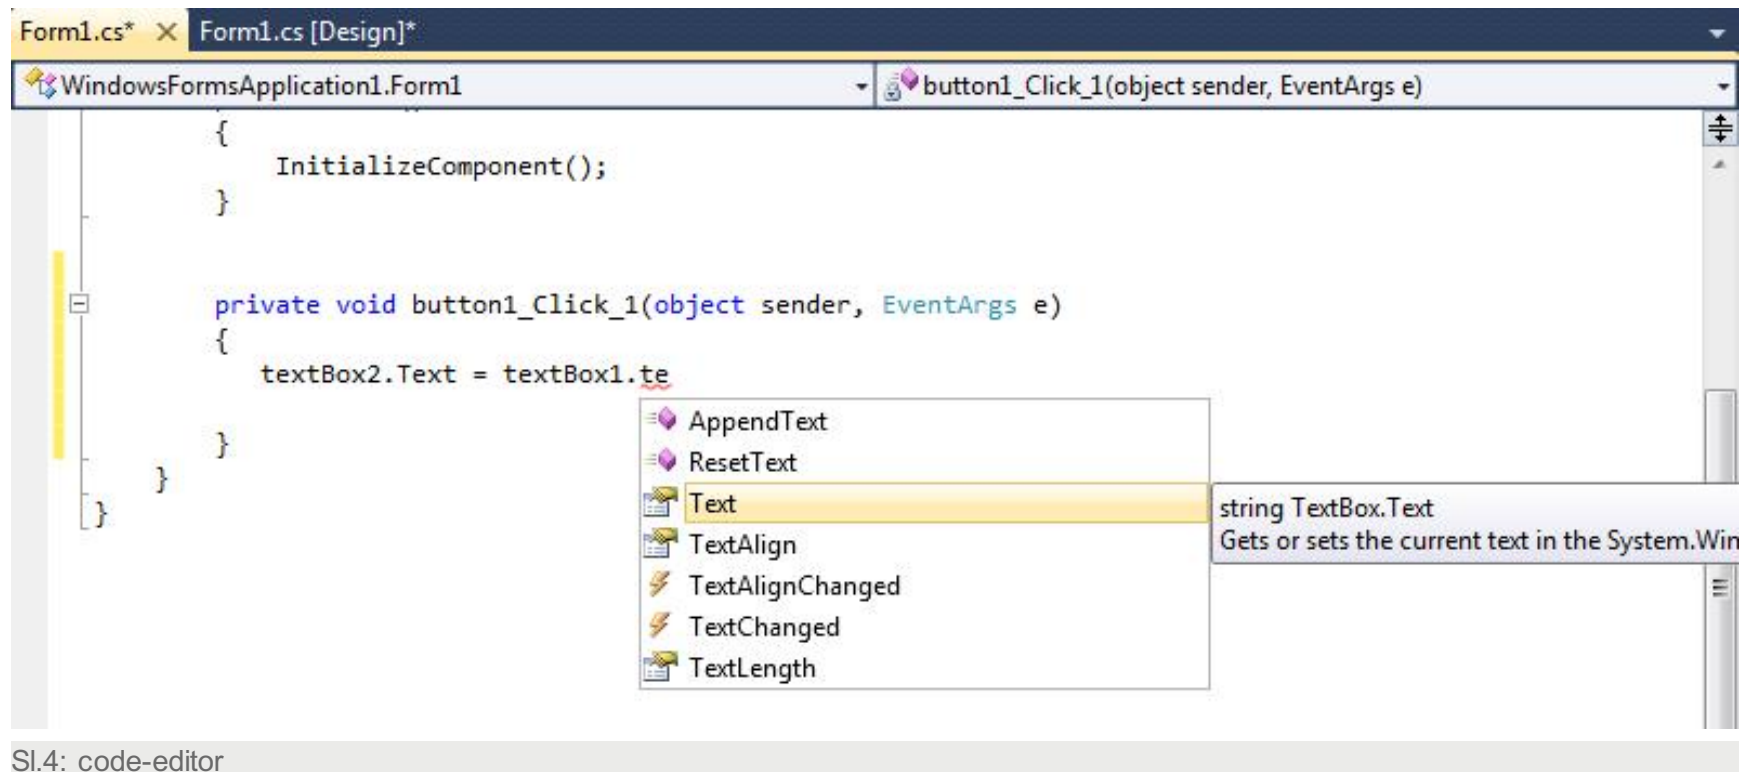 Form1.cs* Form1.cs [Design]*
WindowsFormsApplication1.Form1 button1_Click_1(object sender, EventArgs e)
{
InitializeComponent();
}
private void button1_Click_1(object sender, EventArgs e)
{
textBox2.Text = textBox1.te
AppendText
}
ResetText
}
Text
string TextBox.Text
}
TextAlign
Gets or sets the current text in the System.Win
TextAlignChanged
TextChanged
TextLength
Sl.4: code-editor